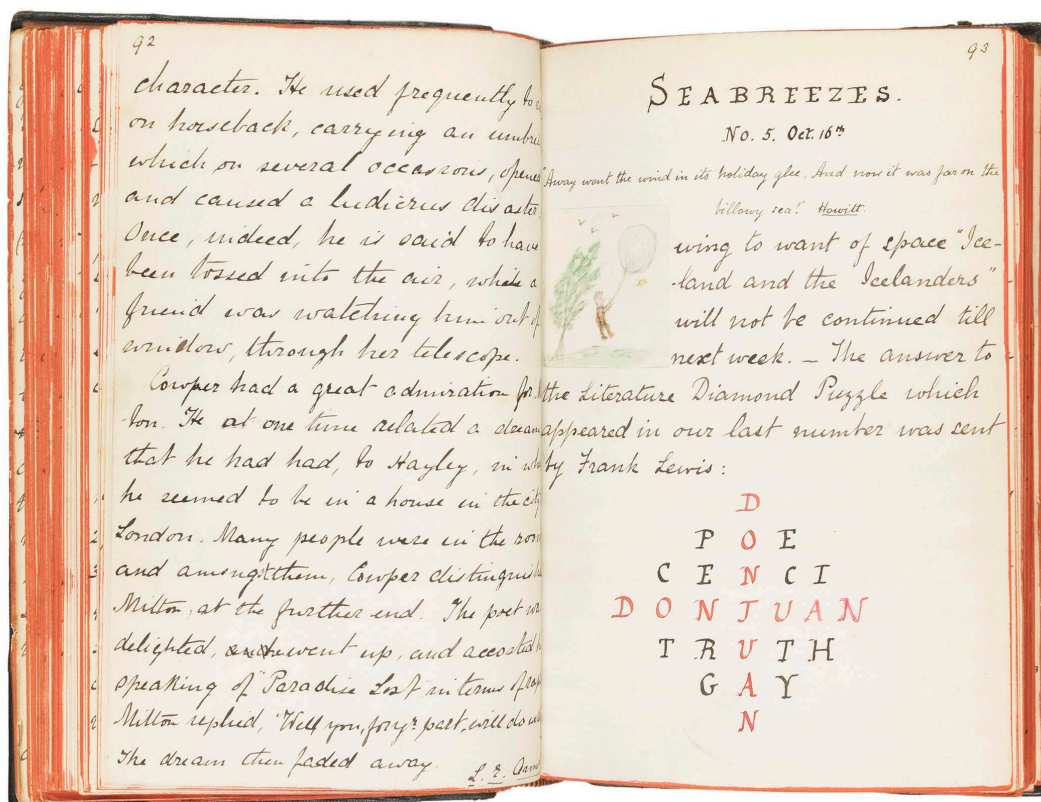 92
character. He used frequently to
on horseback, carrying an
which on several occasions, opened
and caused a ludicrus disaster.
Once, indeed, he is said to have
been tossed into the air, while a
friend was watching him out of
window, through her telescope.
Cowper had a great admiration for
-ton. He at one time related a dream
that he had had, to Hayley, in
he seemed to be in a house in the city
London. Many people were in the room
and amongst them, Cowper
Milton, at the further end. The poet
delighted, went up, and accosted
speaking of "Paradise Lost" in terms of
Milton replied, "Well you, for yr part, will do
The dream then faded away.
L. E.
93
SEABREEZES.
No. 5. Oct. 16th
"Away went the wind in its holiday glee, And now it was far on the
billowy sea! Howitt.
wing to want of space "Ice-
-land and the Icelanders"
will not be continued till
next week. — The answer to
the Literature Diamond Puzzle which
appeared in our last number was sent
by Frank Lewis:
D
POE
CENCI
DONJUAN
TRUTH
GAY
N